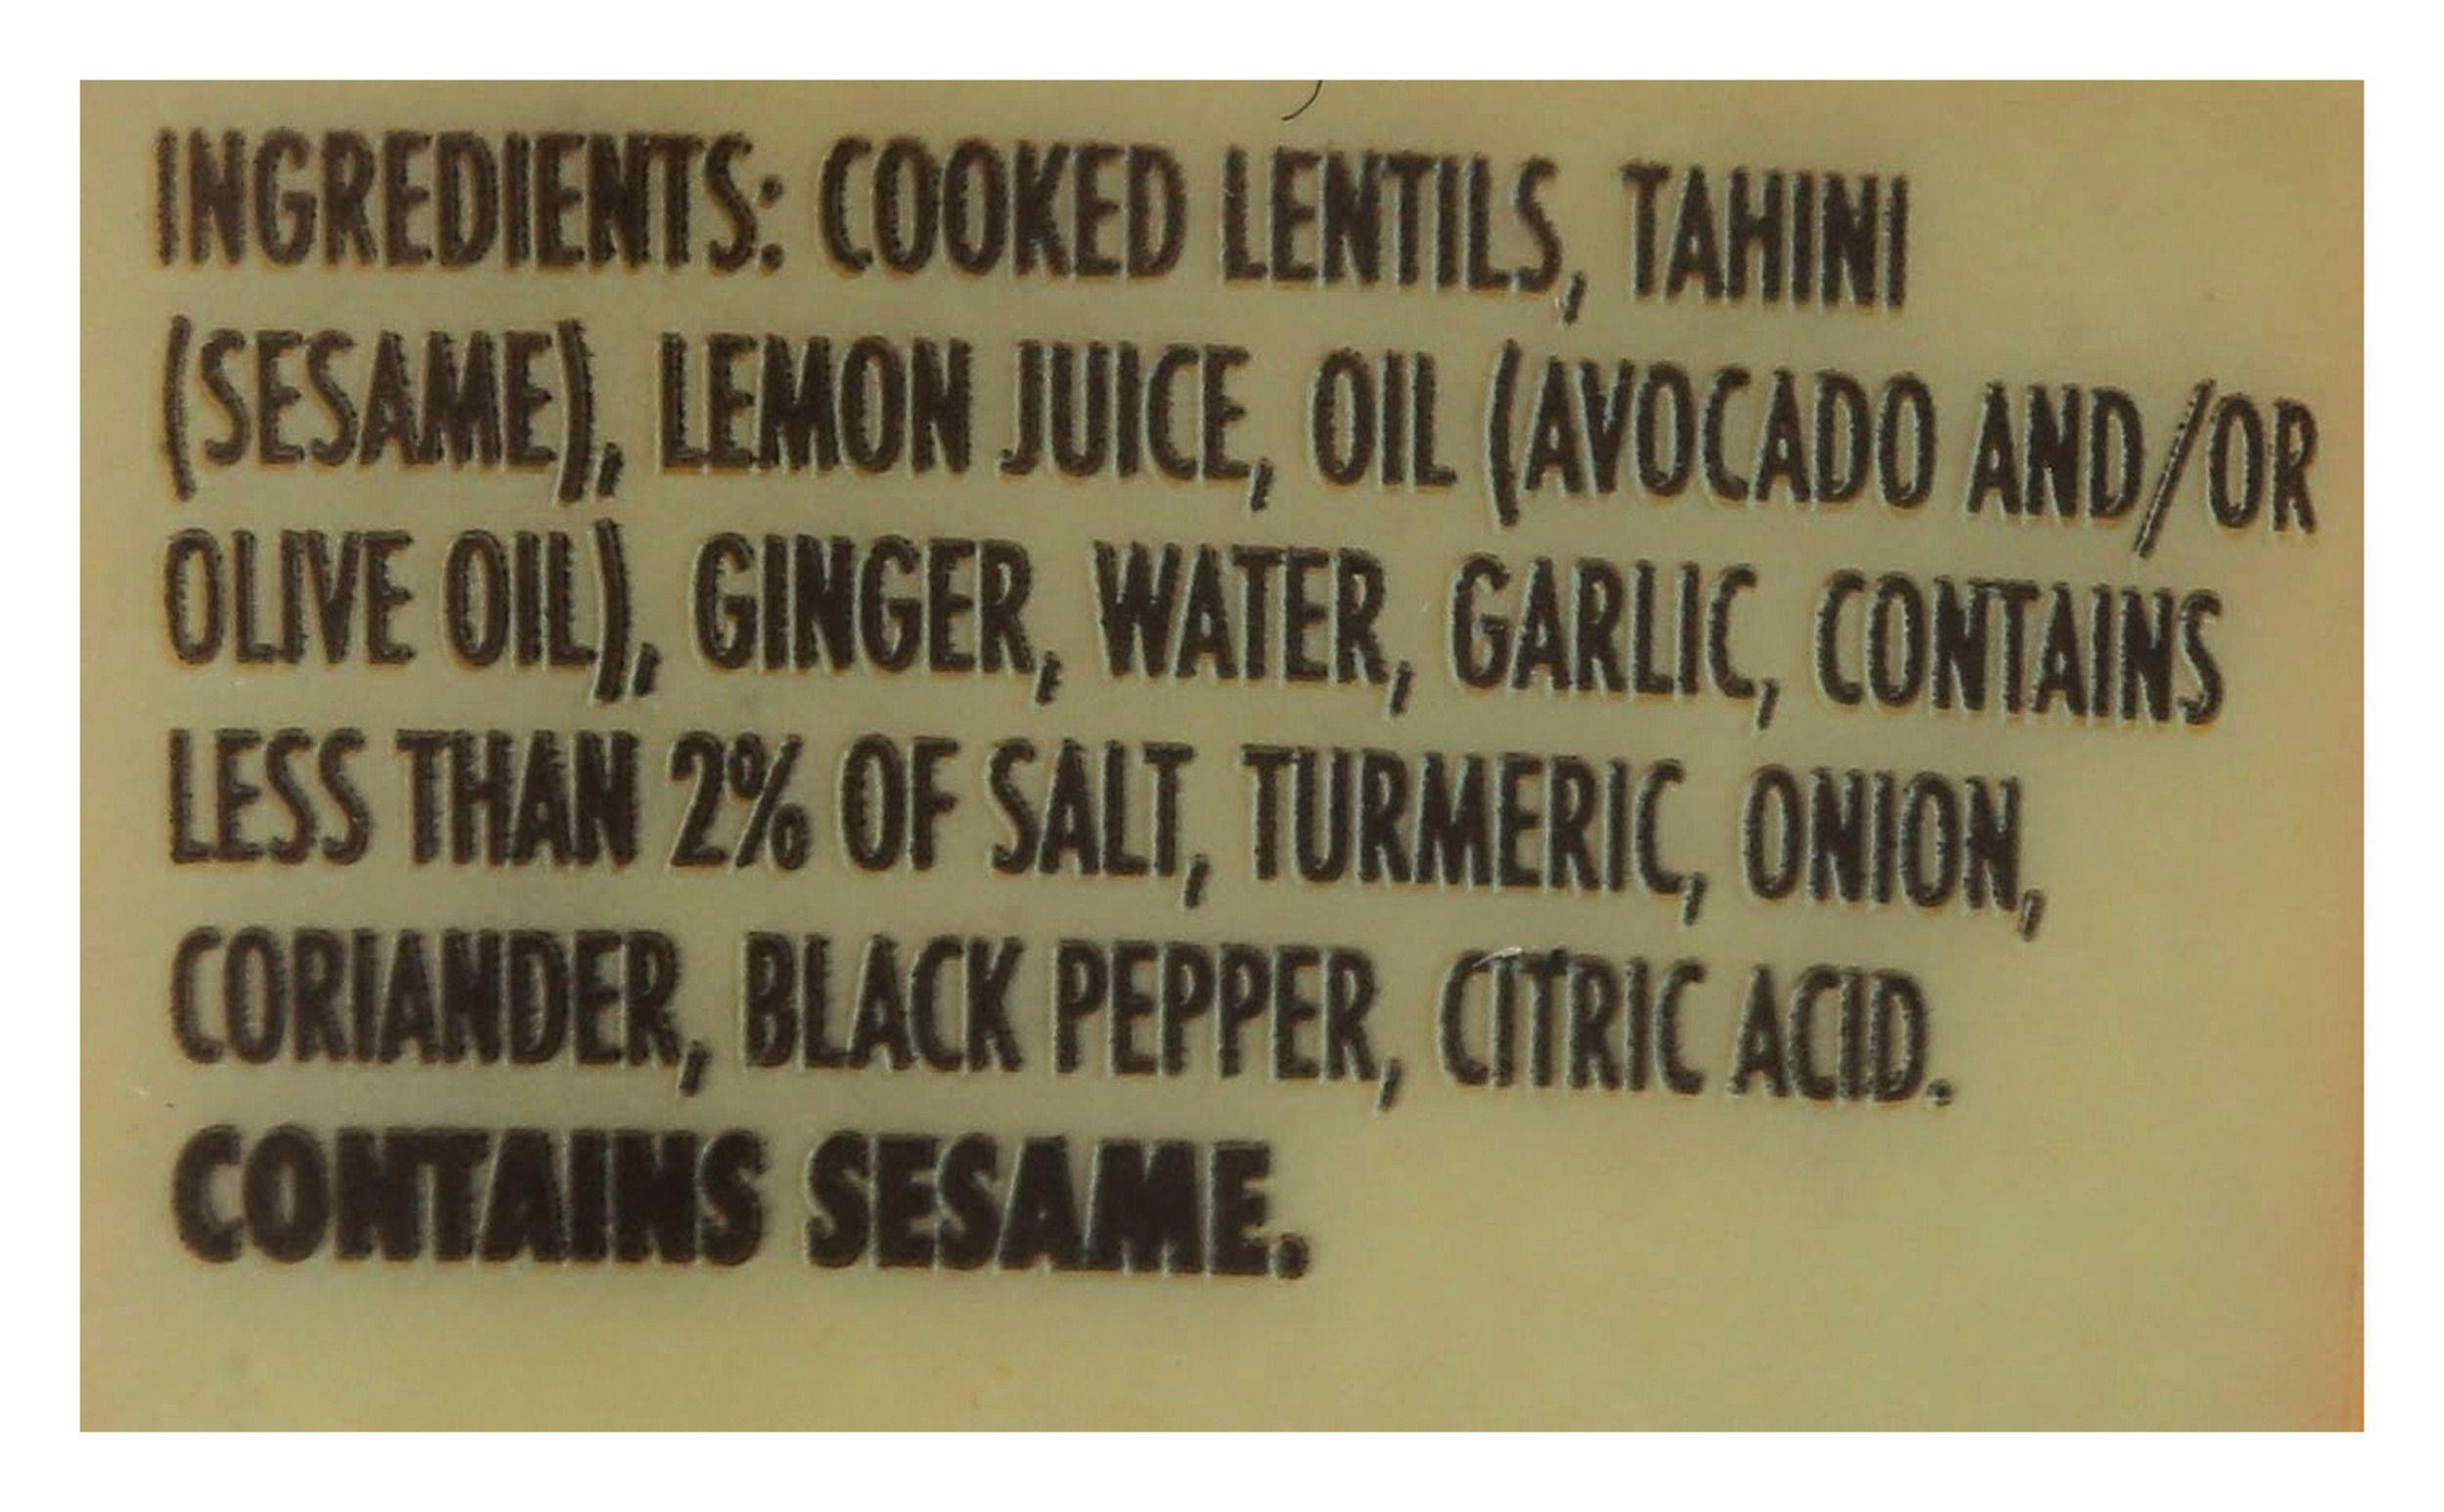 INGREDIENTS: COOKED LENTILS, TAHINI
(SESAME), LEMON JUICE, OIL (AVOCADO AND/OR
OLIVE OIL), GINGER, WATER, GARLIC, CONTAINS
LESS THAN 2% OF SALT, TURMERIC, ONION,
CORIANDER, BLACK PEPPER, CITRIC ACID.
CONTAINS SESAME.